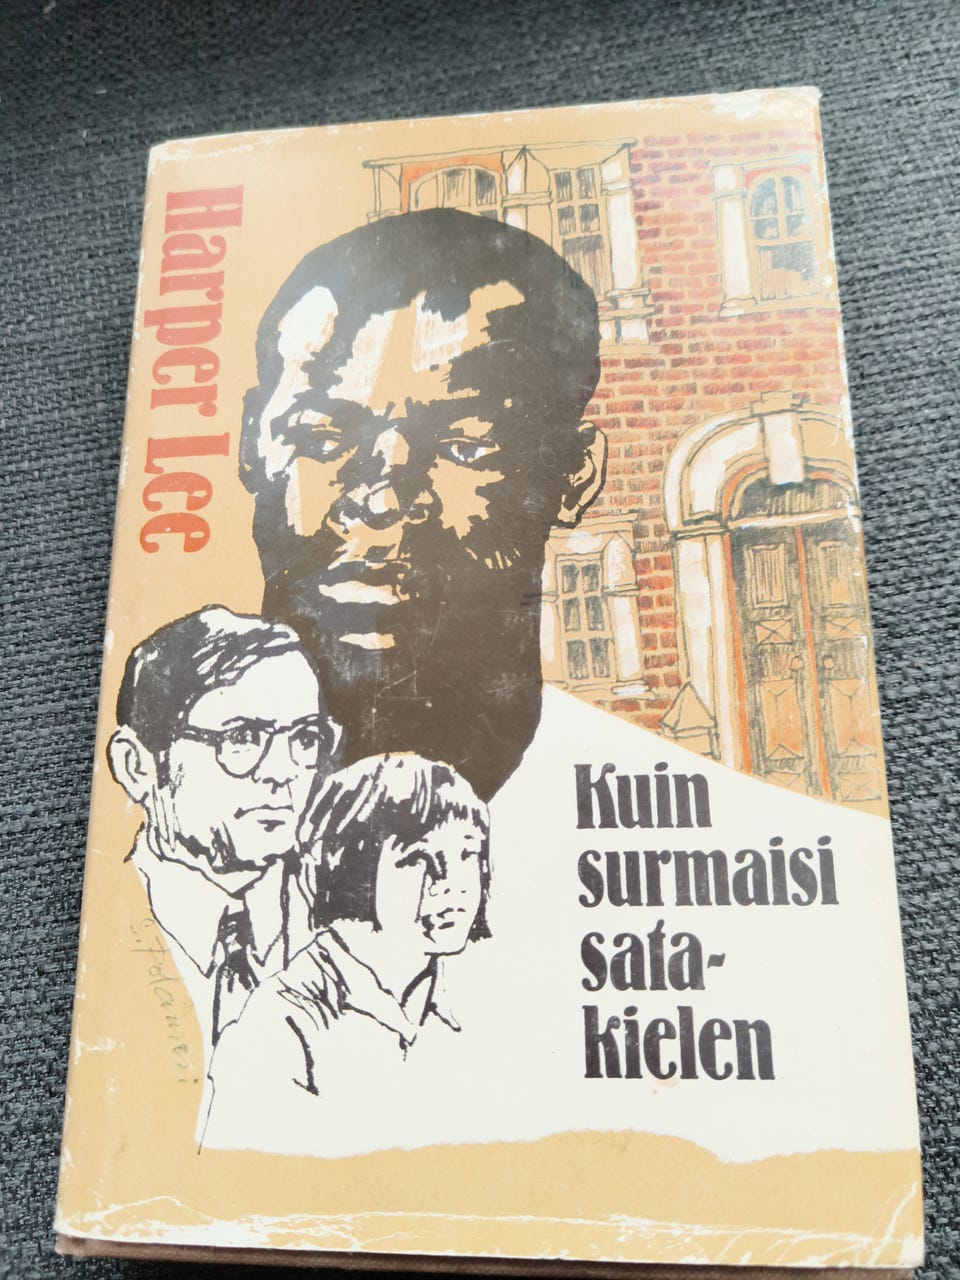 Harper Lee
Kuin
surmaisi
sata-
kielen